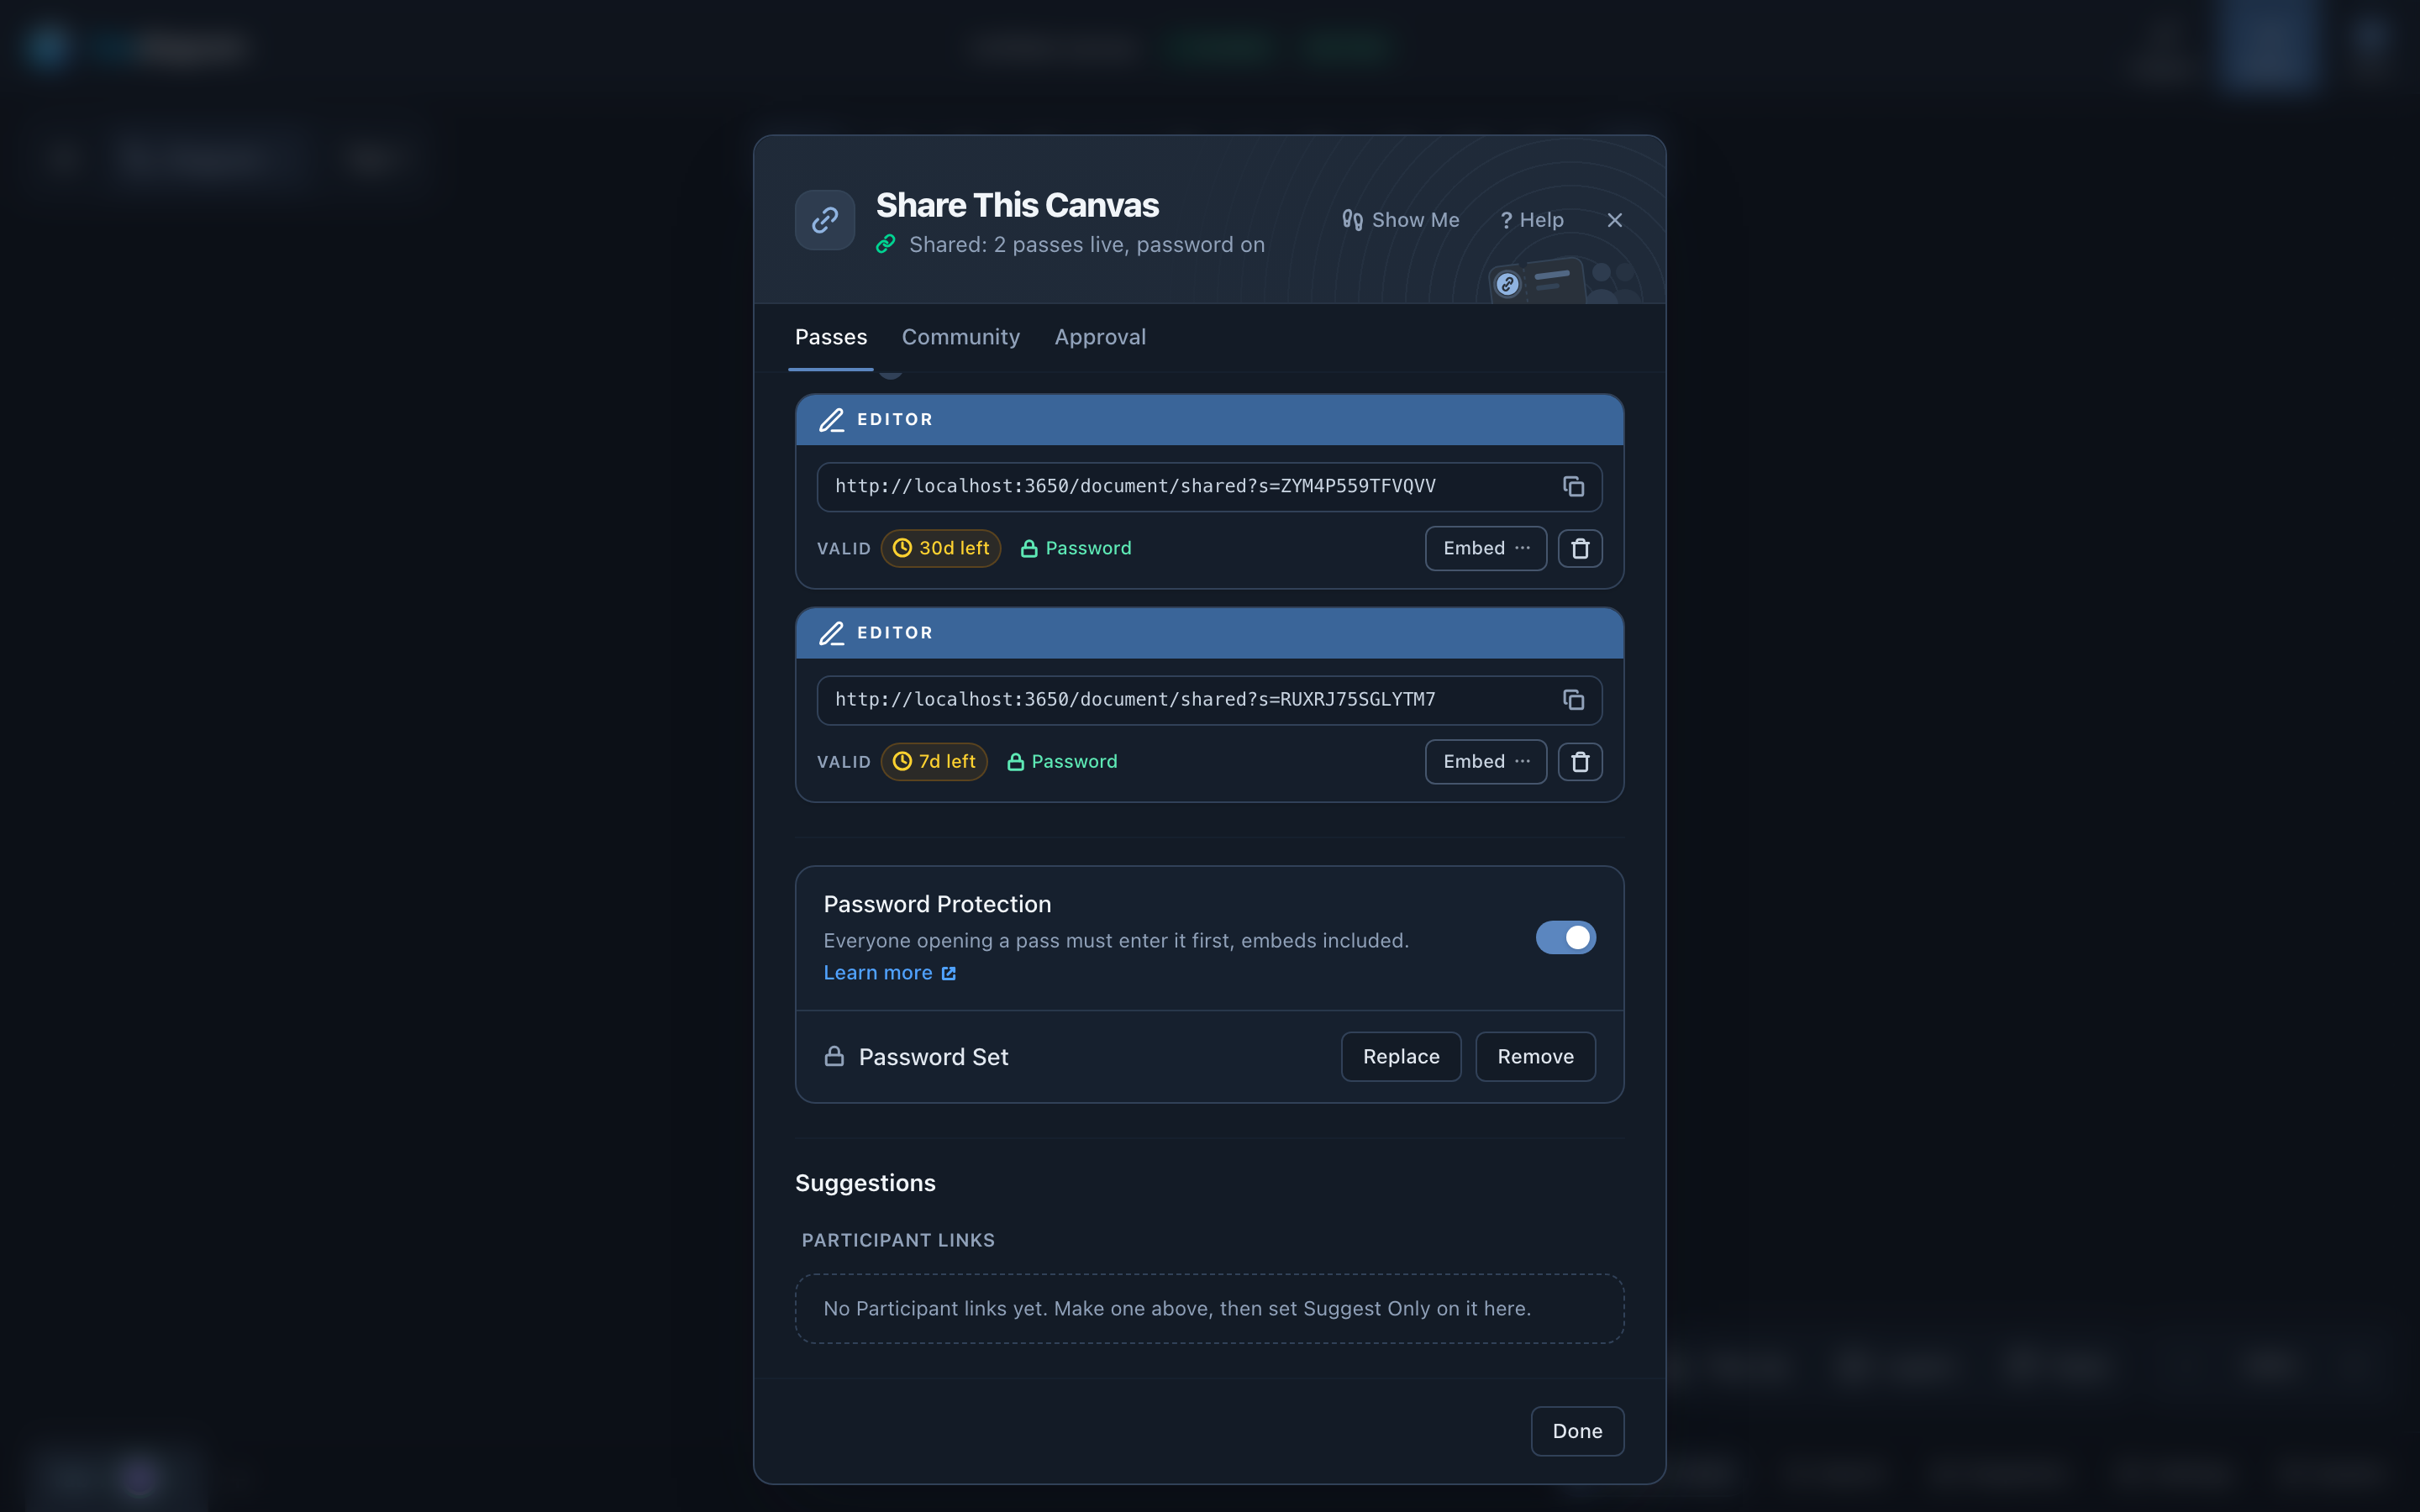 Share This Canvas
Shared: 2 passes live, password on
Show Me
? Help
Passes
Community
Approval
EDITOR
http://localhost:3650/document/shared?s=ZYM4P559TFVQVV
VALID
30d left
Password
Embed ···
EDITOR
http://localhost:3650/document/shared?s=RUXRJ75SGLYTM7
VALID
7d left
Password
Embed ···
Password Protection
Everyone opening a pass must enter it first, embeds included.
Learn more
Password Set
Replace
Remove
Suggestions
PARTICIPANT LINKS
No Participant links yet. Make one above, then set Suggest Only on it here.
Done